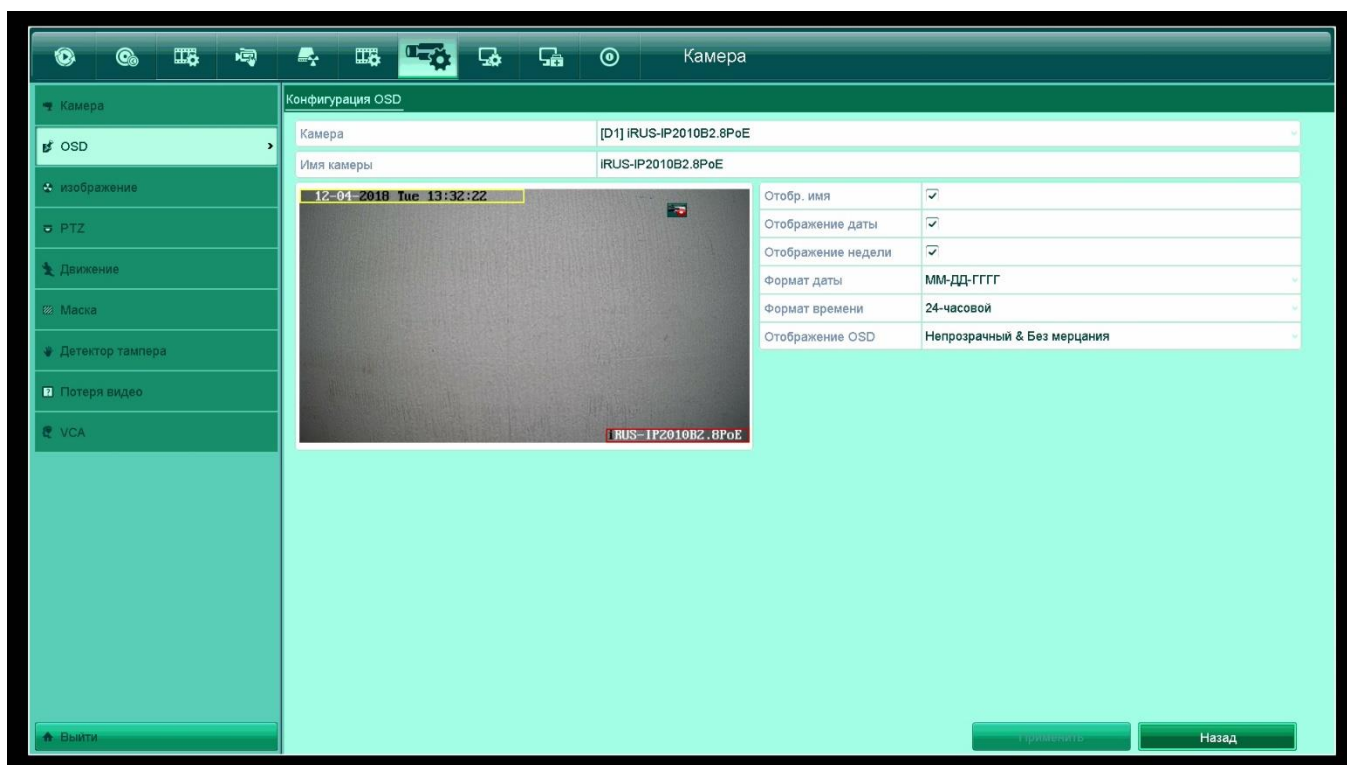 Камера
Камера
OSD
изображение
PTZ
Движение
Маска
Детектор тампера
Потеря видео
VCA
Выйти
Конфигурация OSD
Камера [D1] iRUS-IP2010B2.8PoE
Имя камеры iRUS-IP2010B2.8PoE
12-04-2018 Tue 13:32:22
iRUS-IP2010B2.8PoE
Отобр. имя
Отображение даты
Отображение недели
Формат даты ММ-ДД-ГГГГ
Формат времени 24-часовой
Отображение OSD Непрозрачный & Без мерцания
Применить Назад